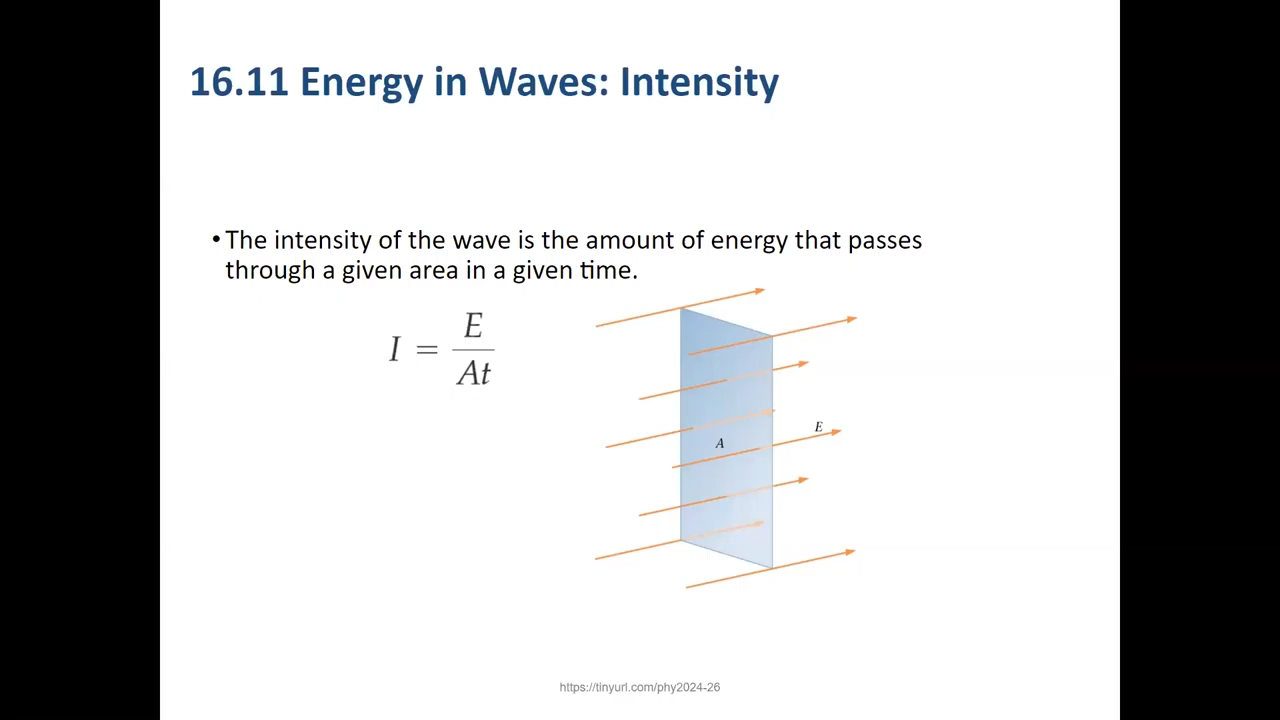 16.11 Energy in Waves: Intensity
• The intensity of the wave is the amount of energy that passes
through a given area in a given time.
I = E / At
A
E
https://tinyurl.com/phy2024-26